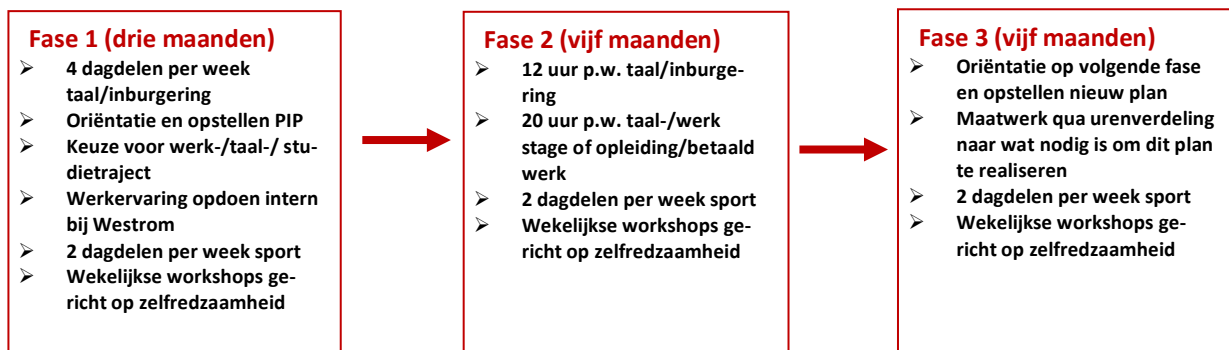 Fase 1 (drie maanden)
➢ 4 dagdelen per week
taal/inburgering
➢ Oriëntatie en opstellen PIP
➢ Keuze voor werk-/taal-/ stu-
dietraject
➢ Werkervaring opdoen intern
bij Westrom
➢ 2 dagdelen per week sport
➢ Wekelijkse workshops ge-
richt op zelfredzaamheid
Fase 2 (vijf maanden)
➢ 12 uur p.w. taal/inburge-
ring
➢ 20 uur p.w. taal-/werk
stage of opleiding/betaald
werk
➢ 2 dagdelen per week sport
➢ Wekelijkse workshops ge-
richt op zelfredzaamheid
Fase 3 (vijf maanden)
➢ Oriëntatie op volgende fase
en opstellen nieuw plan
➢ Maatwerk qua urenverdeling
naar wat nodig is om dit plan
te realiseren
➢ 2 dagdelen per week sport
➢ Wekelijkse workshops ge-
richt op zelfredzaamheid